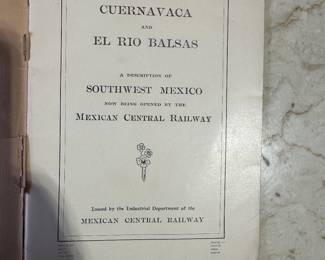 CUERNAVACA
AND
EL RIO BALSAS
A DESCRIPTION OF
SOUTHWEST MEXICO
NOW BEING OPENED BY THE
MEXICAN CENTRAL RAILWAY
Issued by the Industrial Department of the
MEXICAN CENTRAL RAILWAY